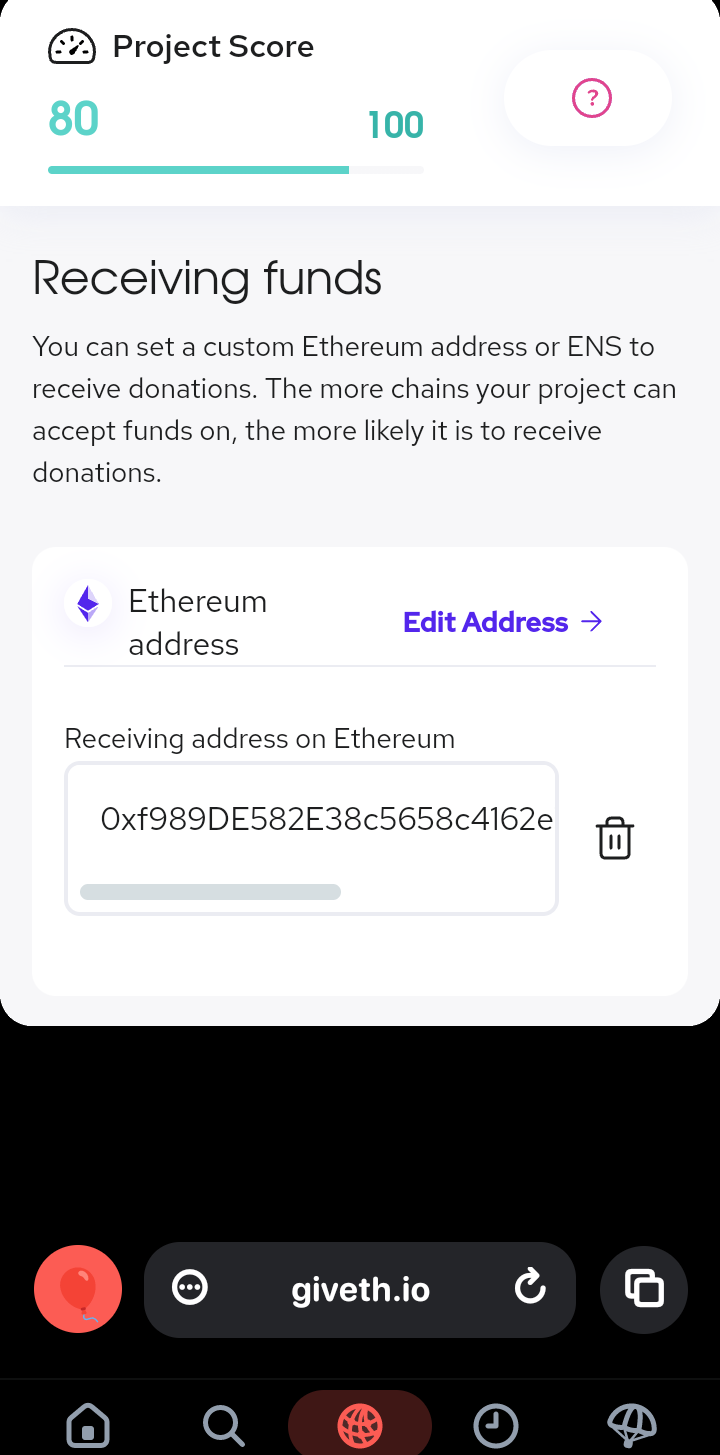 Project Score
80
100
?
Receiving funds
You can set a custom Ethereum address or ENS to
receive donations. The more chains your project can
accept funds on, the more likely it is to receive
donations.
Ethereum
address
Edit Address →
Receiving address on Ethereum
0xf989DE582E38c5658c4162e
giveth.io